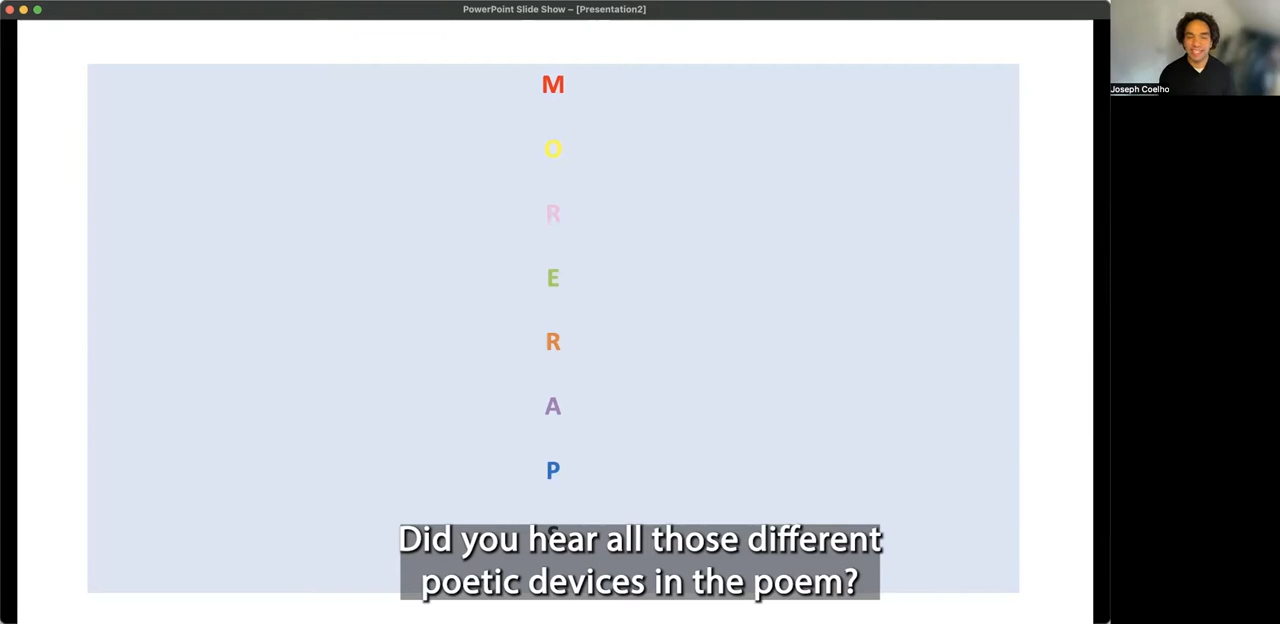 PowerPoint Slide Show – [Presentation2]
Joseph Coelho
M
O
R
E
R
A
P
S
Did you hear all those different
poetic devices in the poem?